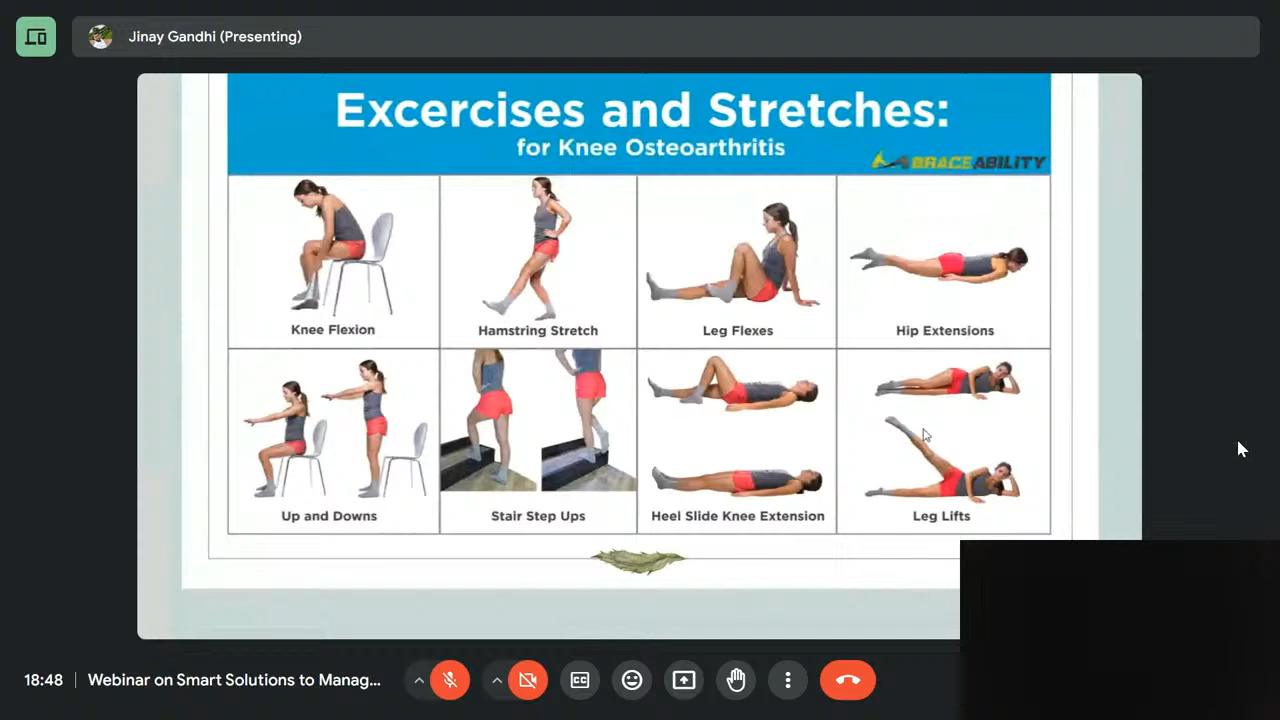 Jinay Gandhi (Presenting)
Excercises and Stretches:
for Knee Osteoarthritis
BRACEABILITY
Knee Flexion
Hamstring Stretch
Leg Flexes
Hip Extensions
Up and Downs
Stair Step Ups
Heel Slide Knee Extension
Leg Lifts
18:48
Webinar on Smart Solutions to Manag...